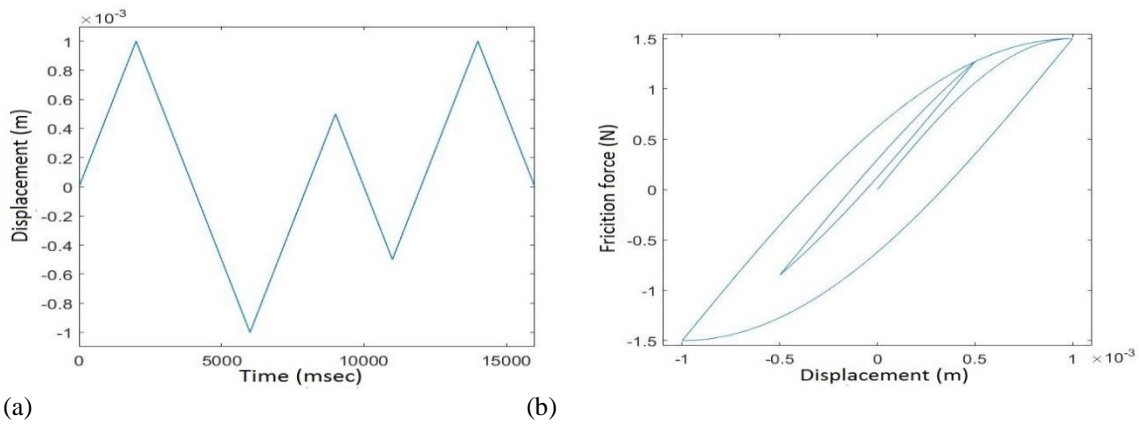 × 10⁻³
1
0.8
0.6
0.4
0.2
0
-0.2
-0.4
-0.6
-0.8
-1
Displacement (m)
0 5000 10000 15000
Time (msec)
1.5
1
0.5
0
-0.5
-1
-1.5
Fricition force (N)
-1 -0.5 0 0.5 1 × 10⁻³
Displacement (m)
(a) (b)